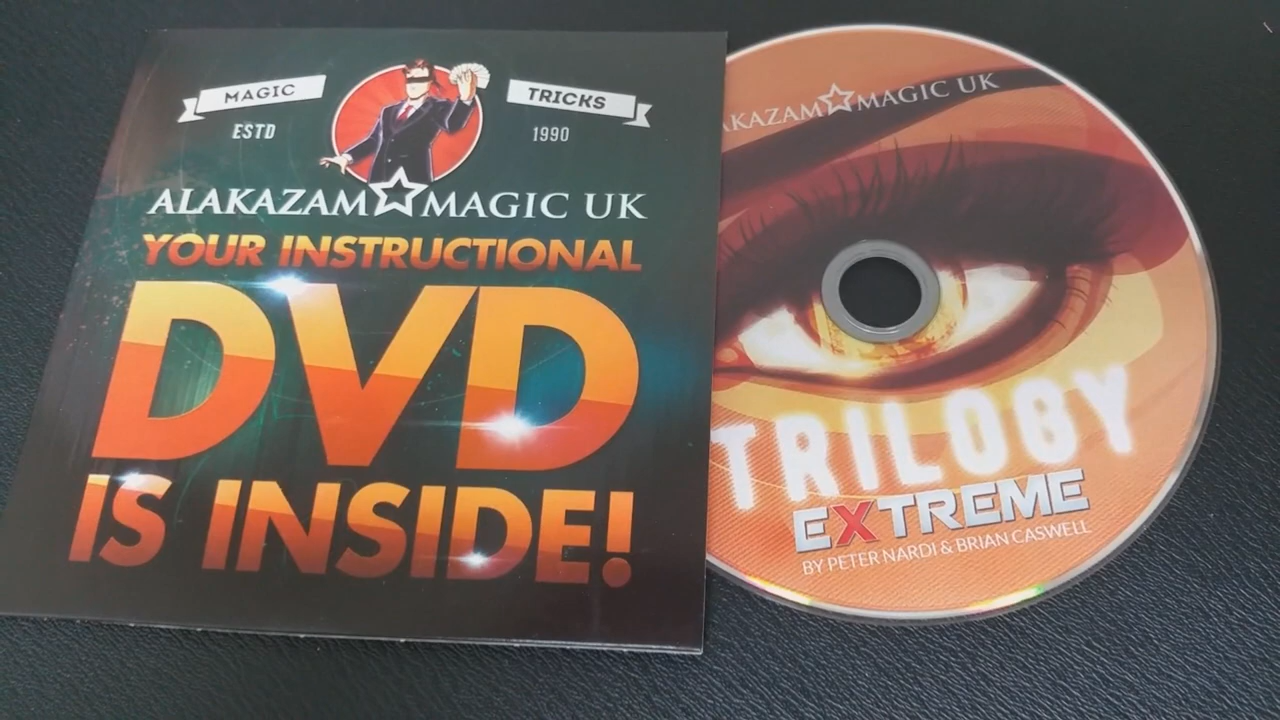 MAGIC
TRICKS
ESTD
1990
ALAKAZAM MAGIC UK
YOUR INSTRUCTIONAL
DVD
IS INSIDE!
AKAZAM MAGIC UK
TRILOGY
EXTREME
BY PETER NARDI & BRIAN CASWELL